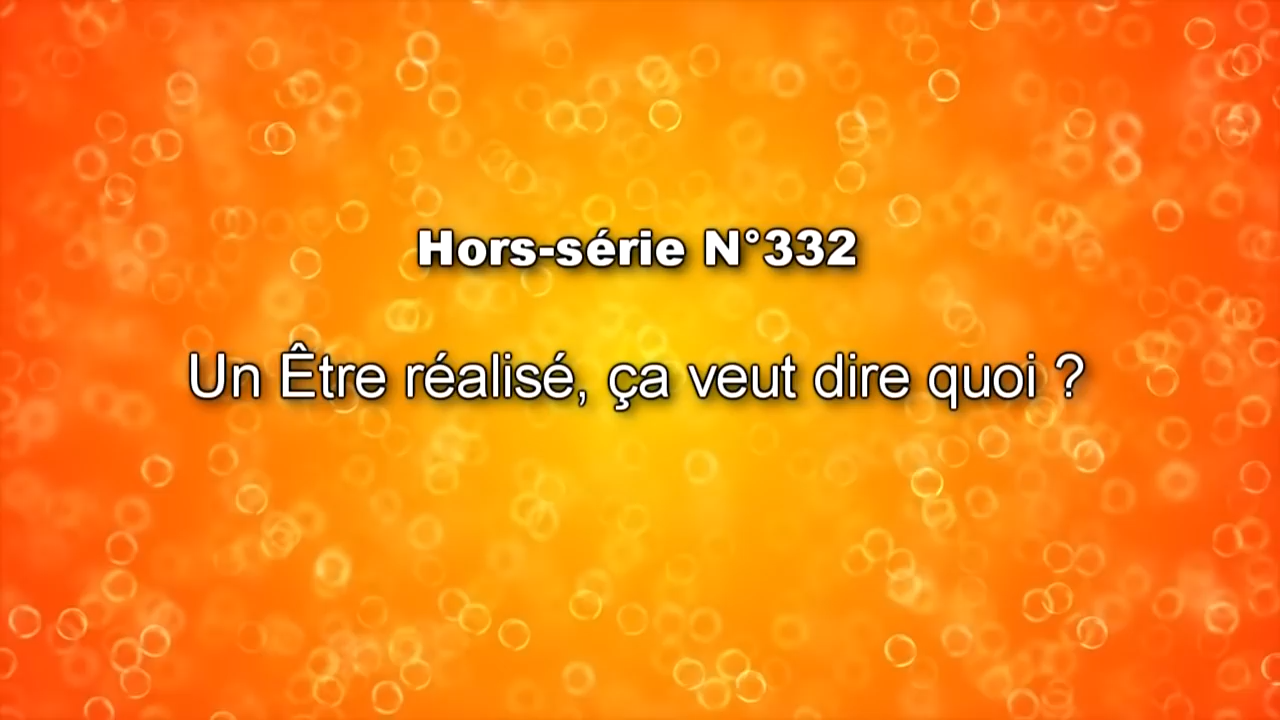 Hors-série N°332
Un Être réalisé, ça veut dire quoi ?